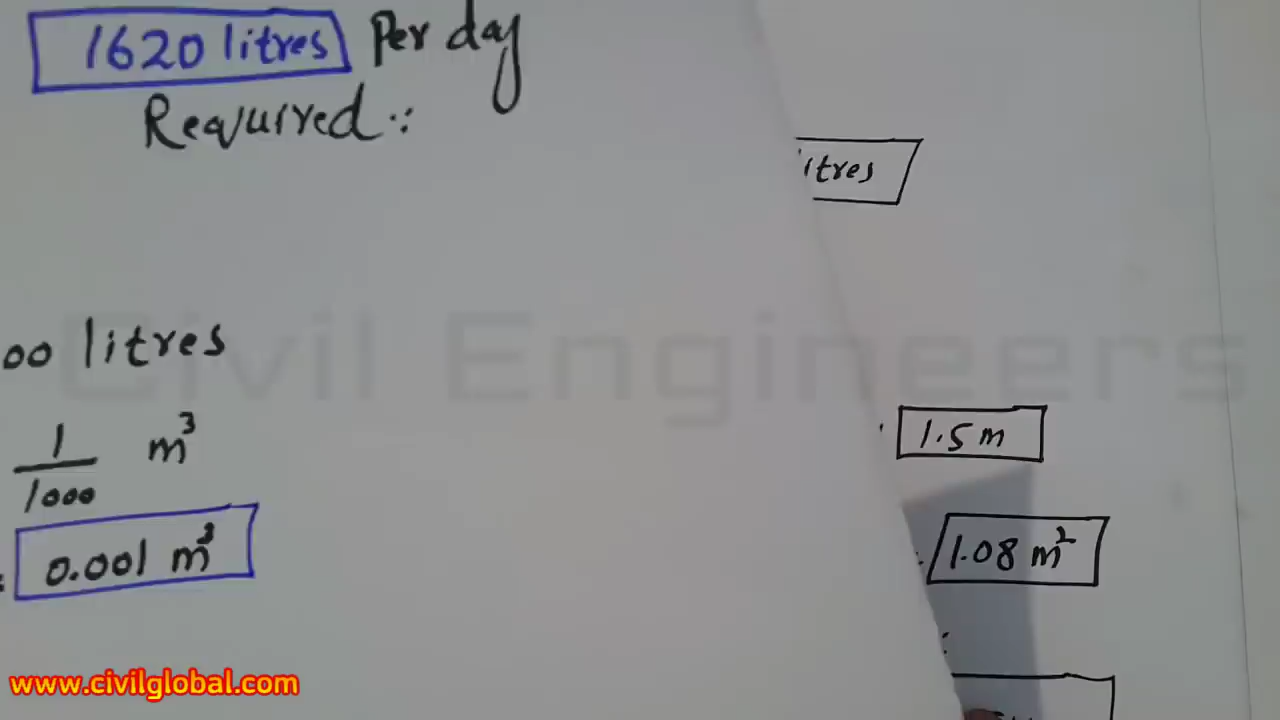 1620 litres Per day
Required :
itres
00 litres
1
1000
m³
1.5 m
0.001 m³
1.08 m²
Civil Engineers
www.civilglobal.com